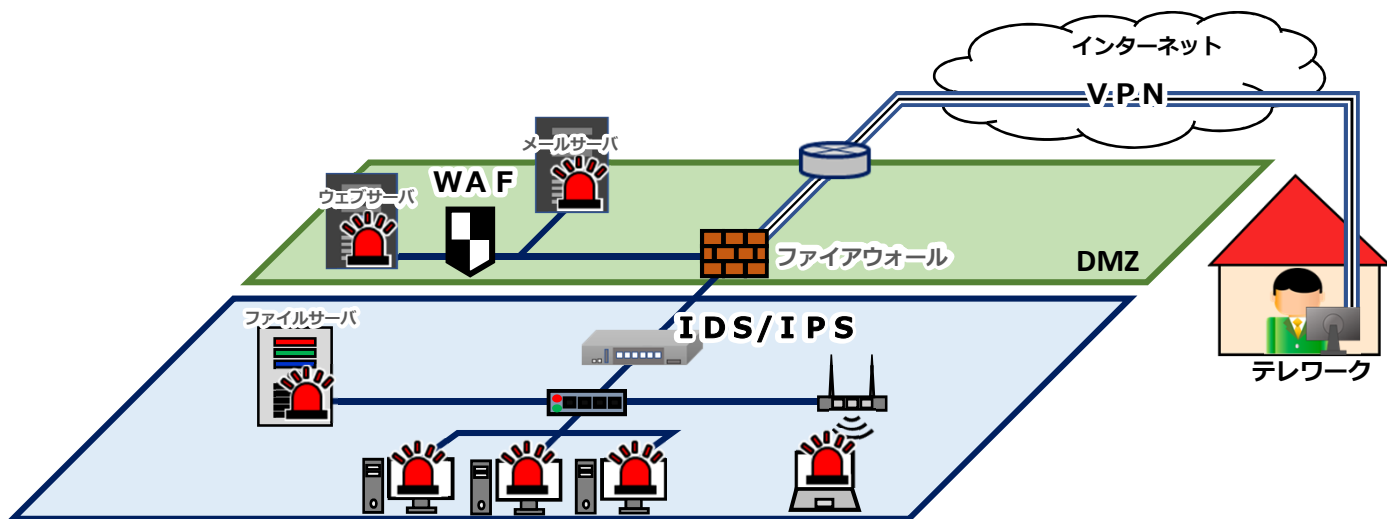 インターネット
VPN
メールサーバ
WAF
ウェブサーバ
ファイアウォール
DMZ
ファイルサーバ
IDS/IPS
テレワーク